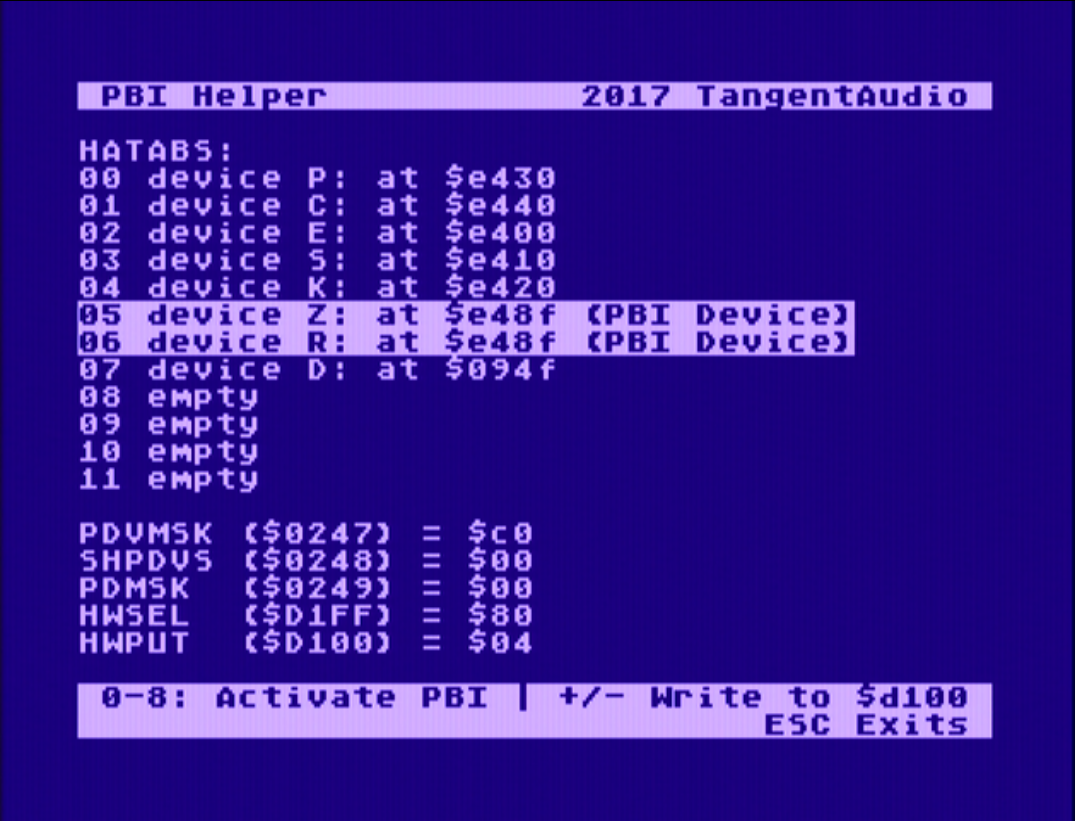 PBI Helper 2017 TangentAudio
HATABS:
00 device P: at $e430
01 device C: at $e440
02 device E: at $e400
03 device S: at $e410
04 device K: at $e420
05 device Z: at $e48f (PBI Device)
06 device R: at $e48f (PBI Device)
07 device D: at $094f
08 empty
09 empty
10 empty
11 empty
PDVMSK ($0247) = $c0
SHPDVS ($0248) = $00
PDMSK ($0249) = $00
HWSEL ($D1FF) = $80
HWPUT ($D100) = $04
0-8: Activate PBI | +/- Write to $d100
ESC Exits